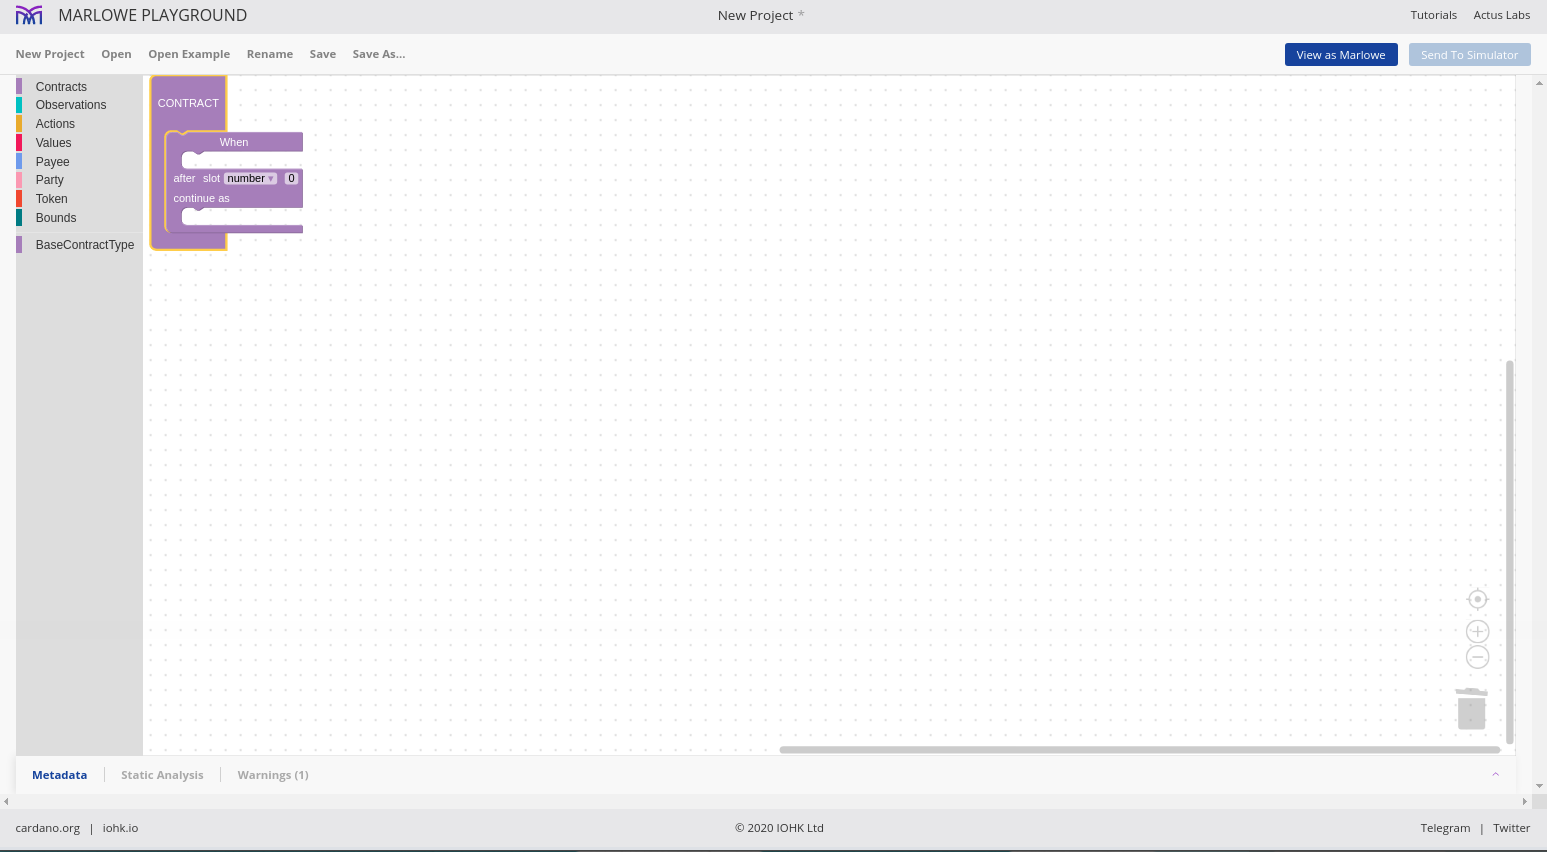 MARLOWE PLAYGROUND
New Project *
Tutorials Actus Labs
New Project Open Open Example Rename Save Save As...
View as Marlowe Send To Simulator
Contracts
Observations
Actions
Values
Payee
Party
Token
Bounds
BaseContractType
CONTRACT
When
after slot number ▾ 0
continue as
Metadata | Static Analysis | Warnings (1)
cardano.org | iohk.io
© 2020 IOHK Ltd
Telegram | Twitter